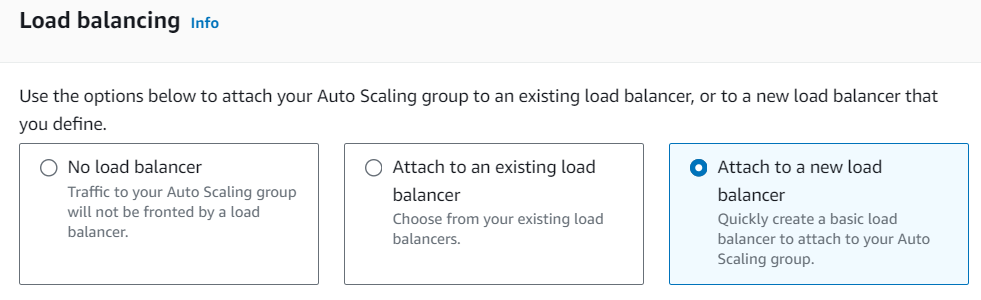 Load balancing Info
Use the options below to attach your Auto Scaling group to an existing load balancer, or to a new load balancer that
you define.
No load balancer
Traffic to your Auto Scaling group
will not be fronted by a load
balancer.
Attach to an existing load
balancer
Choose from your existing load
balancers.
Attach to a new load
balancer
Quickly create a basic load
balancer to attach to your Auto
Scaling group.